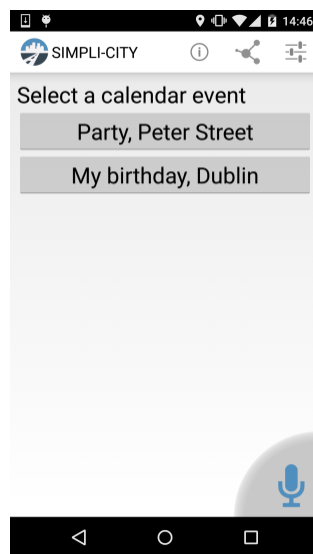 14:46
SIMPLI-CITY
Select a calendar event
Party, Peter Street
My birthday, Dublin